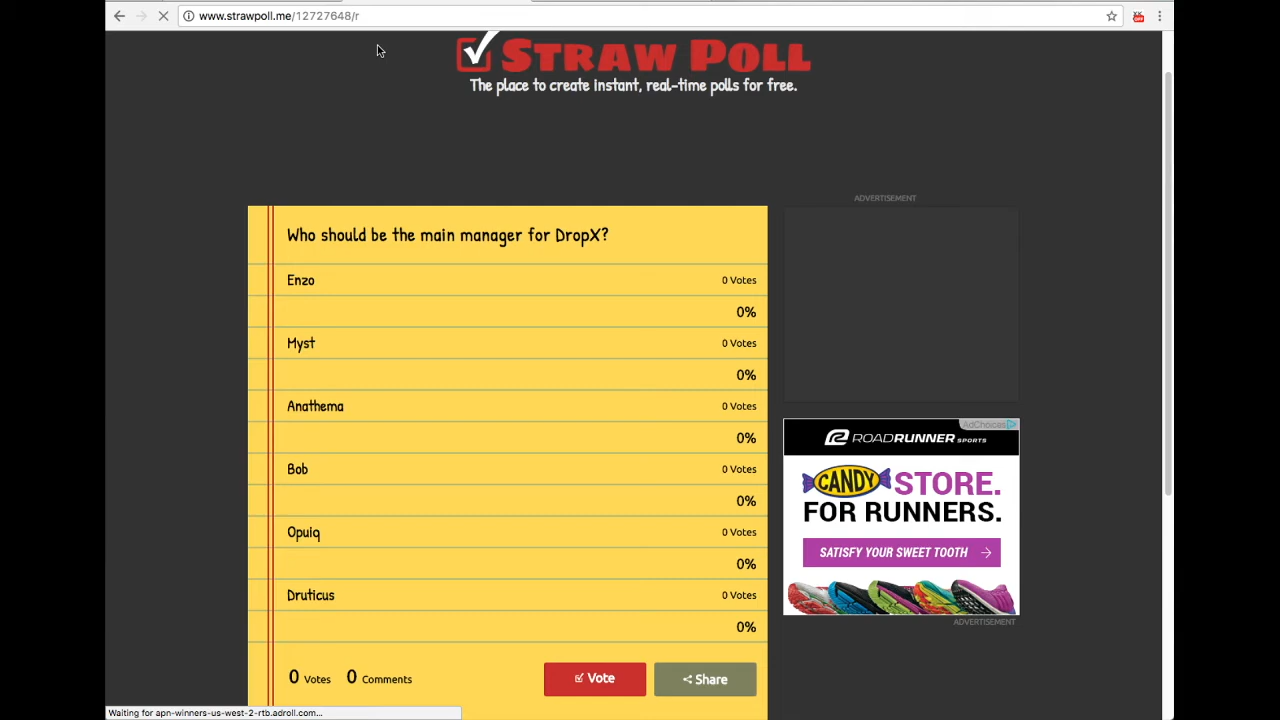 www.strawpoll.me/12727648/r
STRAW POLL
The place to create instant, real-time polls for free.
ADVERTISEMENT
Who should be the main manager for DropX?
Enzo 0 Votes
0%
Myst 0 Votes
0%
Anathema 0 Votes
0%
Bob 0 Votes
0%
Opuiq 0 Votes
0%
Druticus 0 Votes
0%
0 Votes 0 Comments Vote Share
AdChoices
ROADRUNNER SPORTS
CANDY STORE.
FOR RUNNERS.
SATISFY YOUR SWEET TOOTH
ADVERTISEMENT
Waiting for apn-winners-us-west-2-rtb.adroll.com...